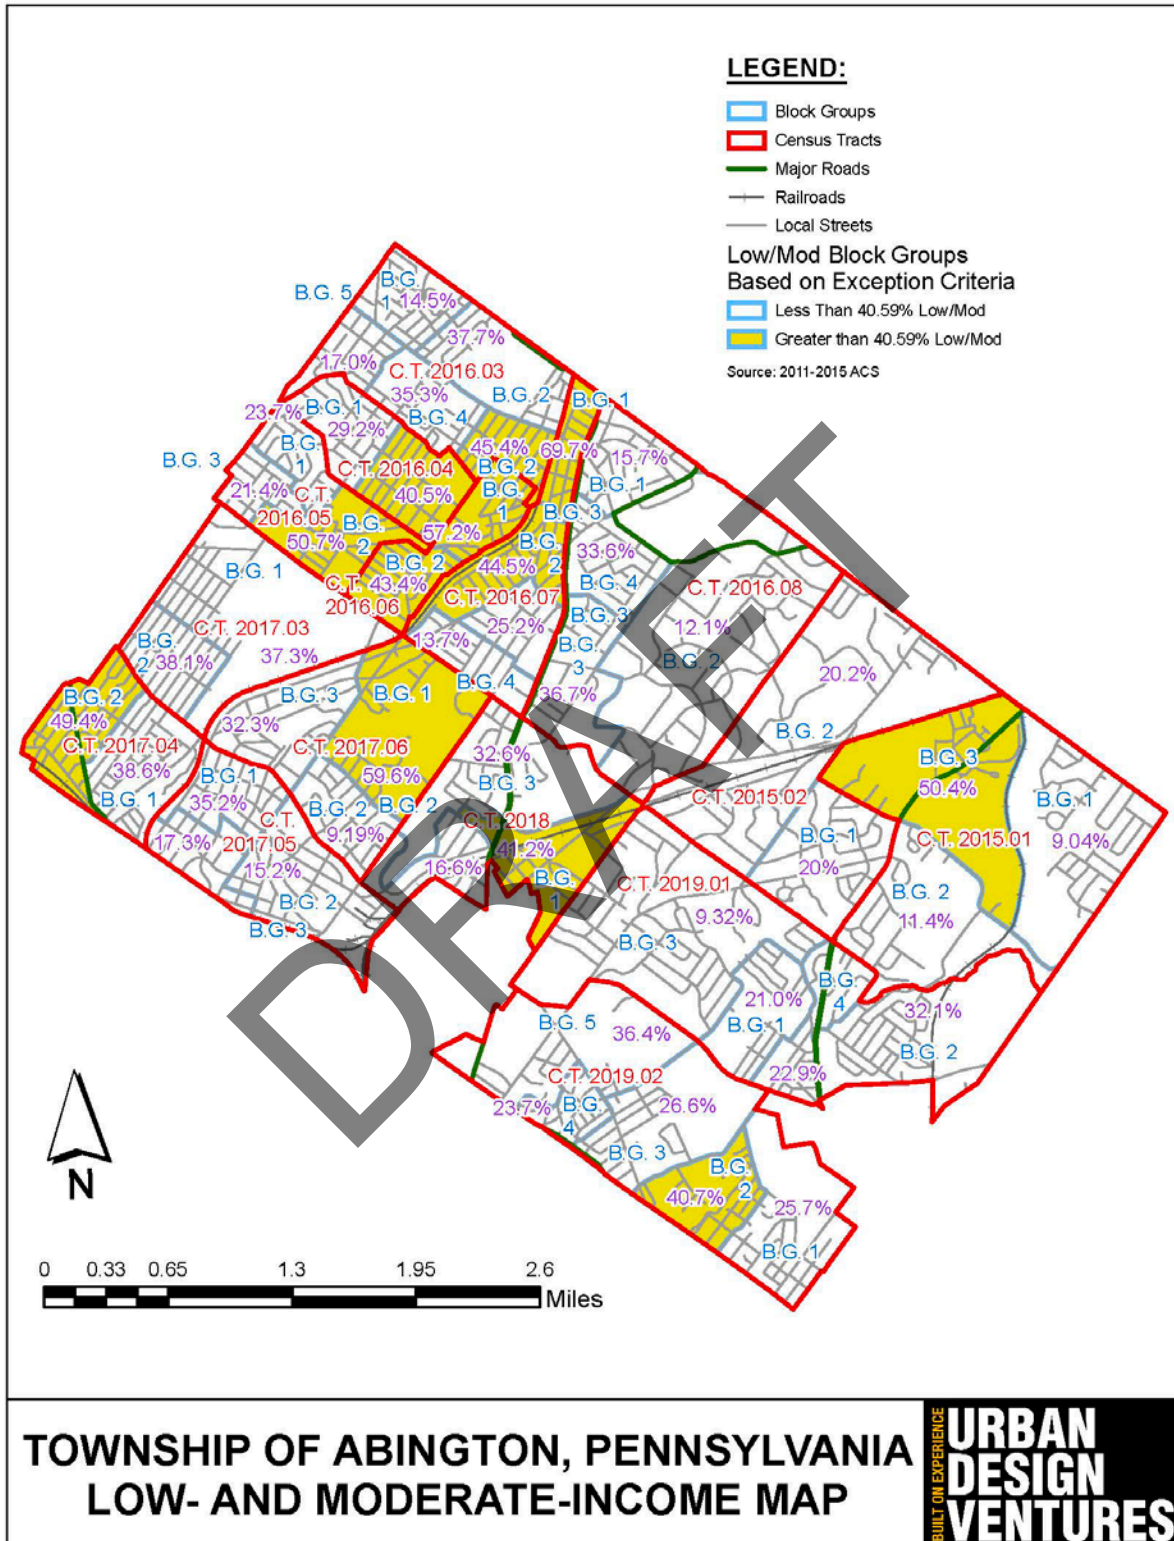 LEGEND:
Block Groups
Census Tracts
Major Roads
Railroads
Local Streets
Low/Mod Block Groups
Based on Exception Criteria
Less Than 40.59% Low/Mod
Greater than 40.59% Low/Mod
Source: 2011-2015 ACS
B.G. 5
B.G.
1
14.5%
37.7%
17.0%
C.T. 2016.03
35.3%
B.G. 2
B.G. 1
23.7%
B.G. 1
29.2%
B.G. 4
B.G.
1
B.G. 3
45.4%
69.7%
15.7%
C.T. 2016.04
40.5%
B.G. 2
B.G.
1
B.G. 1
21.4%
C.T.
2016.05
50.7%
B.G.
2
57.2%
B.G. 3
B.G.
2
33.6%
B.G. 1
B.G. 2
43.4%
44.5%
B.G. 4
C.T. 2016.08
C.T.
2016.06
C.T. 2016.07
B.G. 3
C.T. 2017.03
37.3%
13.7%
25.2%
12.1%
B.G.
2
38.1%
B.G.
3
B.G. 2
20.2%
B.G. 2
49.4%
B.G. 3
B.G. 1
B.G. 4
36.7%
32.3%
B.G. 2
C.T. 2017.04
38.6%
C.T. 2017.06
59.6%
32.6%
B.G. 3
B.G. 3
50.4%
B.G. 1
B.G. 1
35.2%
B.G. 2
B.G. 2
C.T. 2018
C.T. 2015.02
B.G. 1
9.04%
17.3%
C.T.
2017.05
15.2%
9.19%
41.2%
16.6%
B.G. 1
20%
C.T. 2015.01
B.G. 2
11.4%
B.G.
1
C.T. 2019.01
9.32%
B.G. 2
B.G. 3
B.G. 3
21.0%
B.G.
4
32.1%
B.G. 5
36.4%
B.G. 1
B.G. 2
C.T. 2019.02
22.9%
23.7%
B.G.
4
26.6%
B.G. 3
B.G.
2
40.7%
25.7%
B.G. 1
DRAFT
N
0 0.33 0.65 1.3 1.95 2.6
Miles
TOWNSHIP OF ABINGTON, PENNSYLVANIA
LOW- AND MODERATE-INCOME MAP
BUILT ON EXPERIENCE
URBAN
DESIGN
VENTURES